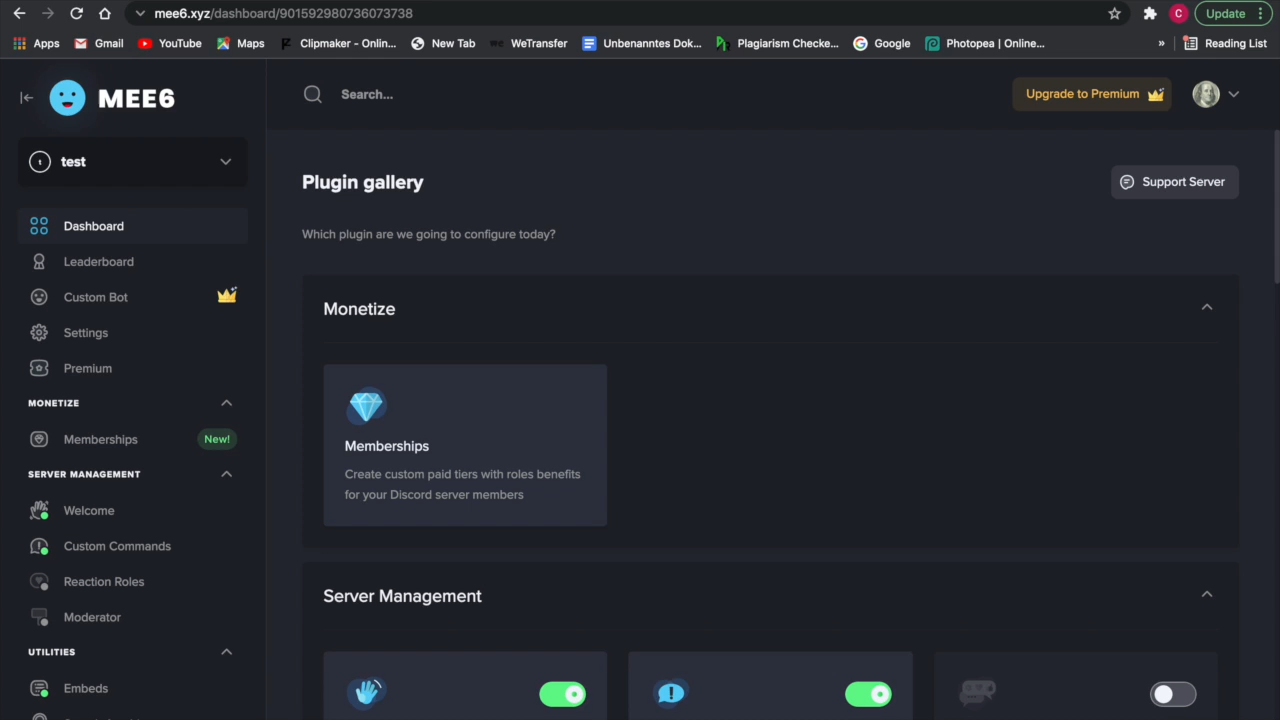 mee6.xyz/dashboard/901592980736073738
C
Update
Apps
Gmail
YouTube
Maps
Clipmaker - Onlin...
New Tab
WeTransfer
Unbenanntes Dok...
Plagiarism Checke...
Google
Photopea | Online...
»
Reading List
MEE6
Search...
Upgrade to Premium
t
test
Plugin gallery
Support Server
Dashboard
Which plugin are we going to configure today?
Leaderboard
Custom Bot
Monetize
Settings
Premium
MONETIZE
Memberships
New!
Memberships
Create custom paid tiers with roles benefits
for your Discord server members
SERVER MANAGEMENT
Welcome
Custom Commands
Reaction Roles
Server Management
Moderator
UTILITIES
Embeds